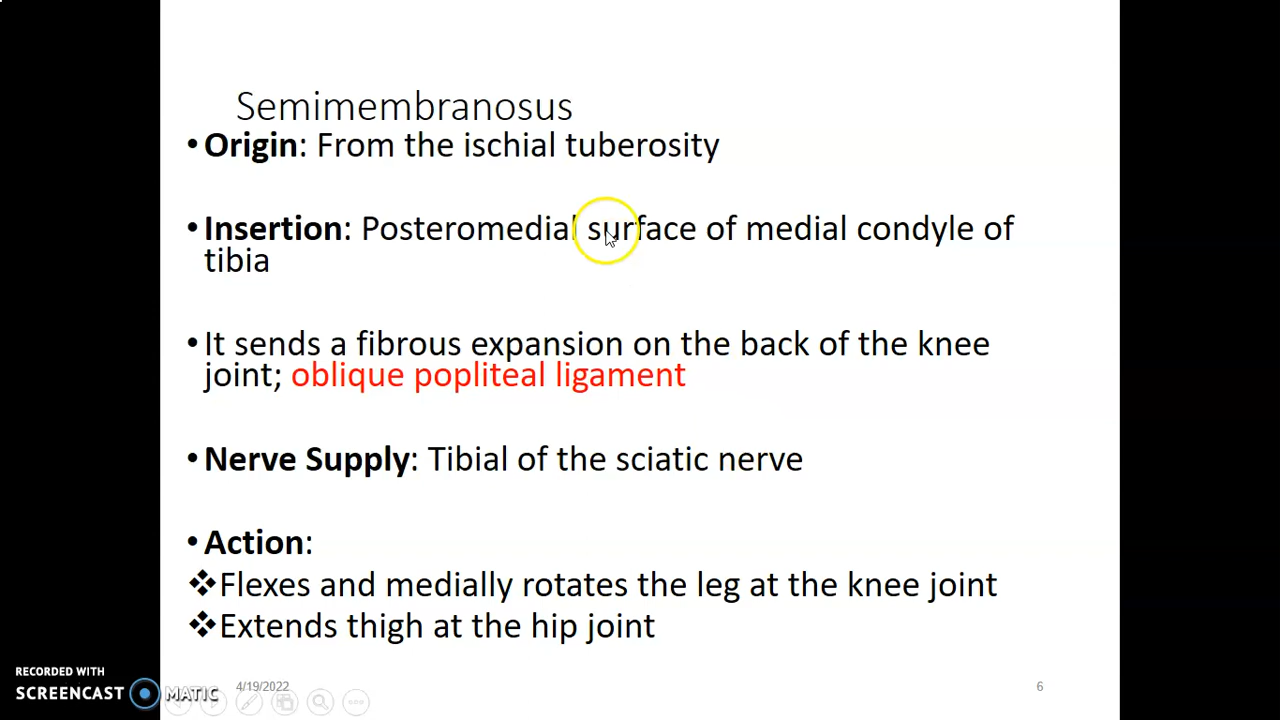 Semimembranosus
•Origin: From the ischial tuberosity
•Insertion: Posteromedial surface of medial condyle of
tibia
•It sends a fibrous expansion on the back of the knee
joint; oblique popliteal ligament
•Nerve Supply: Tibial of the sciatic nerve
•Action:
❖Flexes and medially rotates the leg at the knee joint
❖Extends thigh at the hip joint
RECORDED WITH
SCREENCAST MATIC
4/19/2022
6